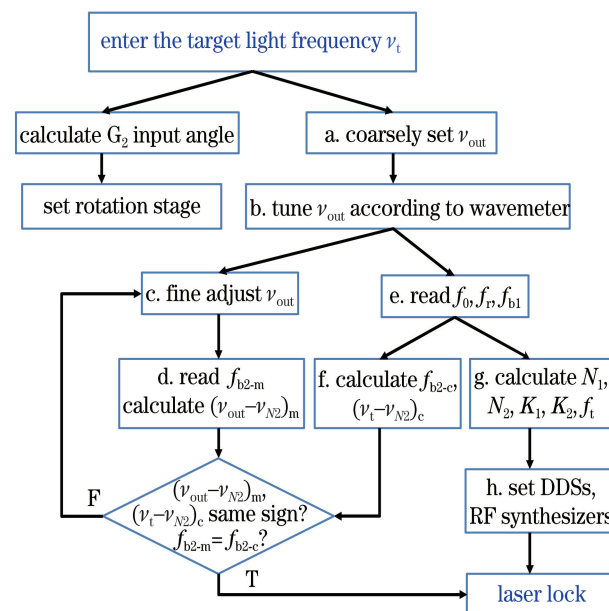 enter the target light frequency νt
calculate G2 input angle
a. coarsely set νout
set rotation stage
b. tune νout according to wavemeter
c. fine adjust νout
e. read f0, fr, fb1
d. read fb2-m
calculate (νout−νN2)m
f. calculate fb2-c,
(νt−νN2)c
g. calculate N1,
N2, K1, K2, ft
(νout−νN2)m,
(νt−νN2)c same sign?
fb2-m=fb2-c?
F
T
h. set DDSs,
RF synthesizers
laser lock